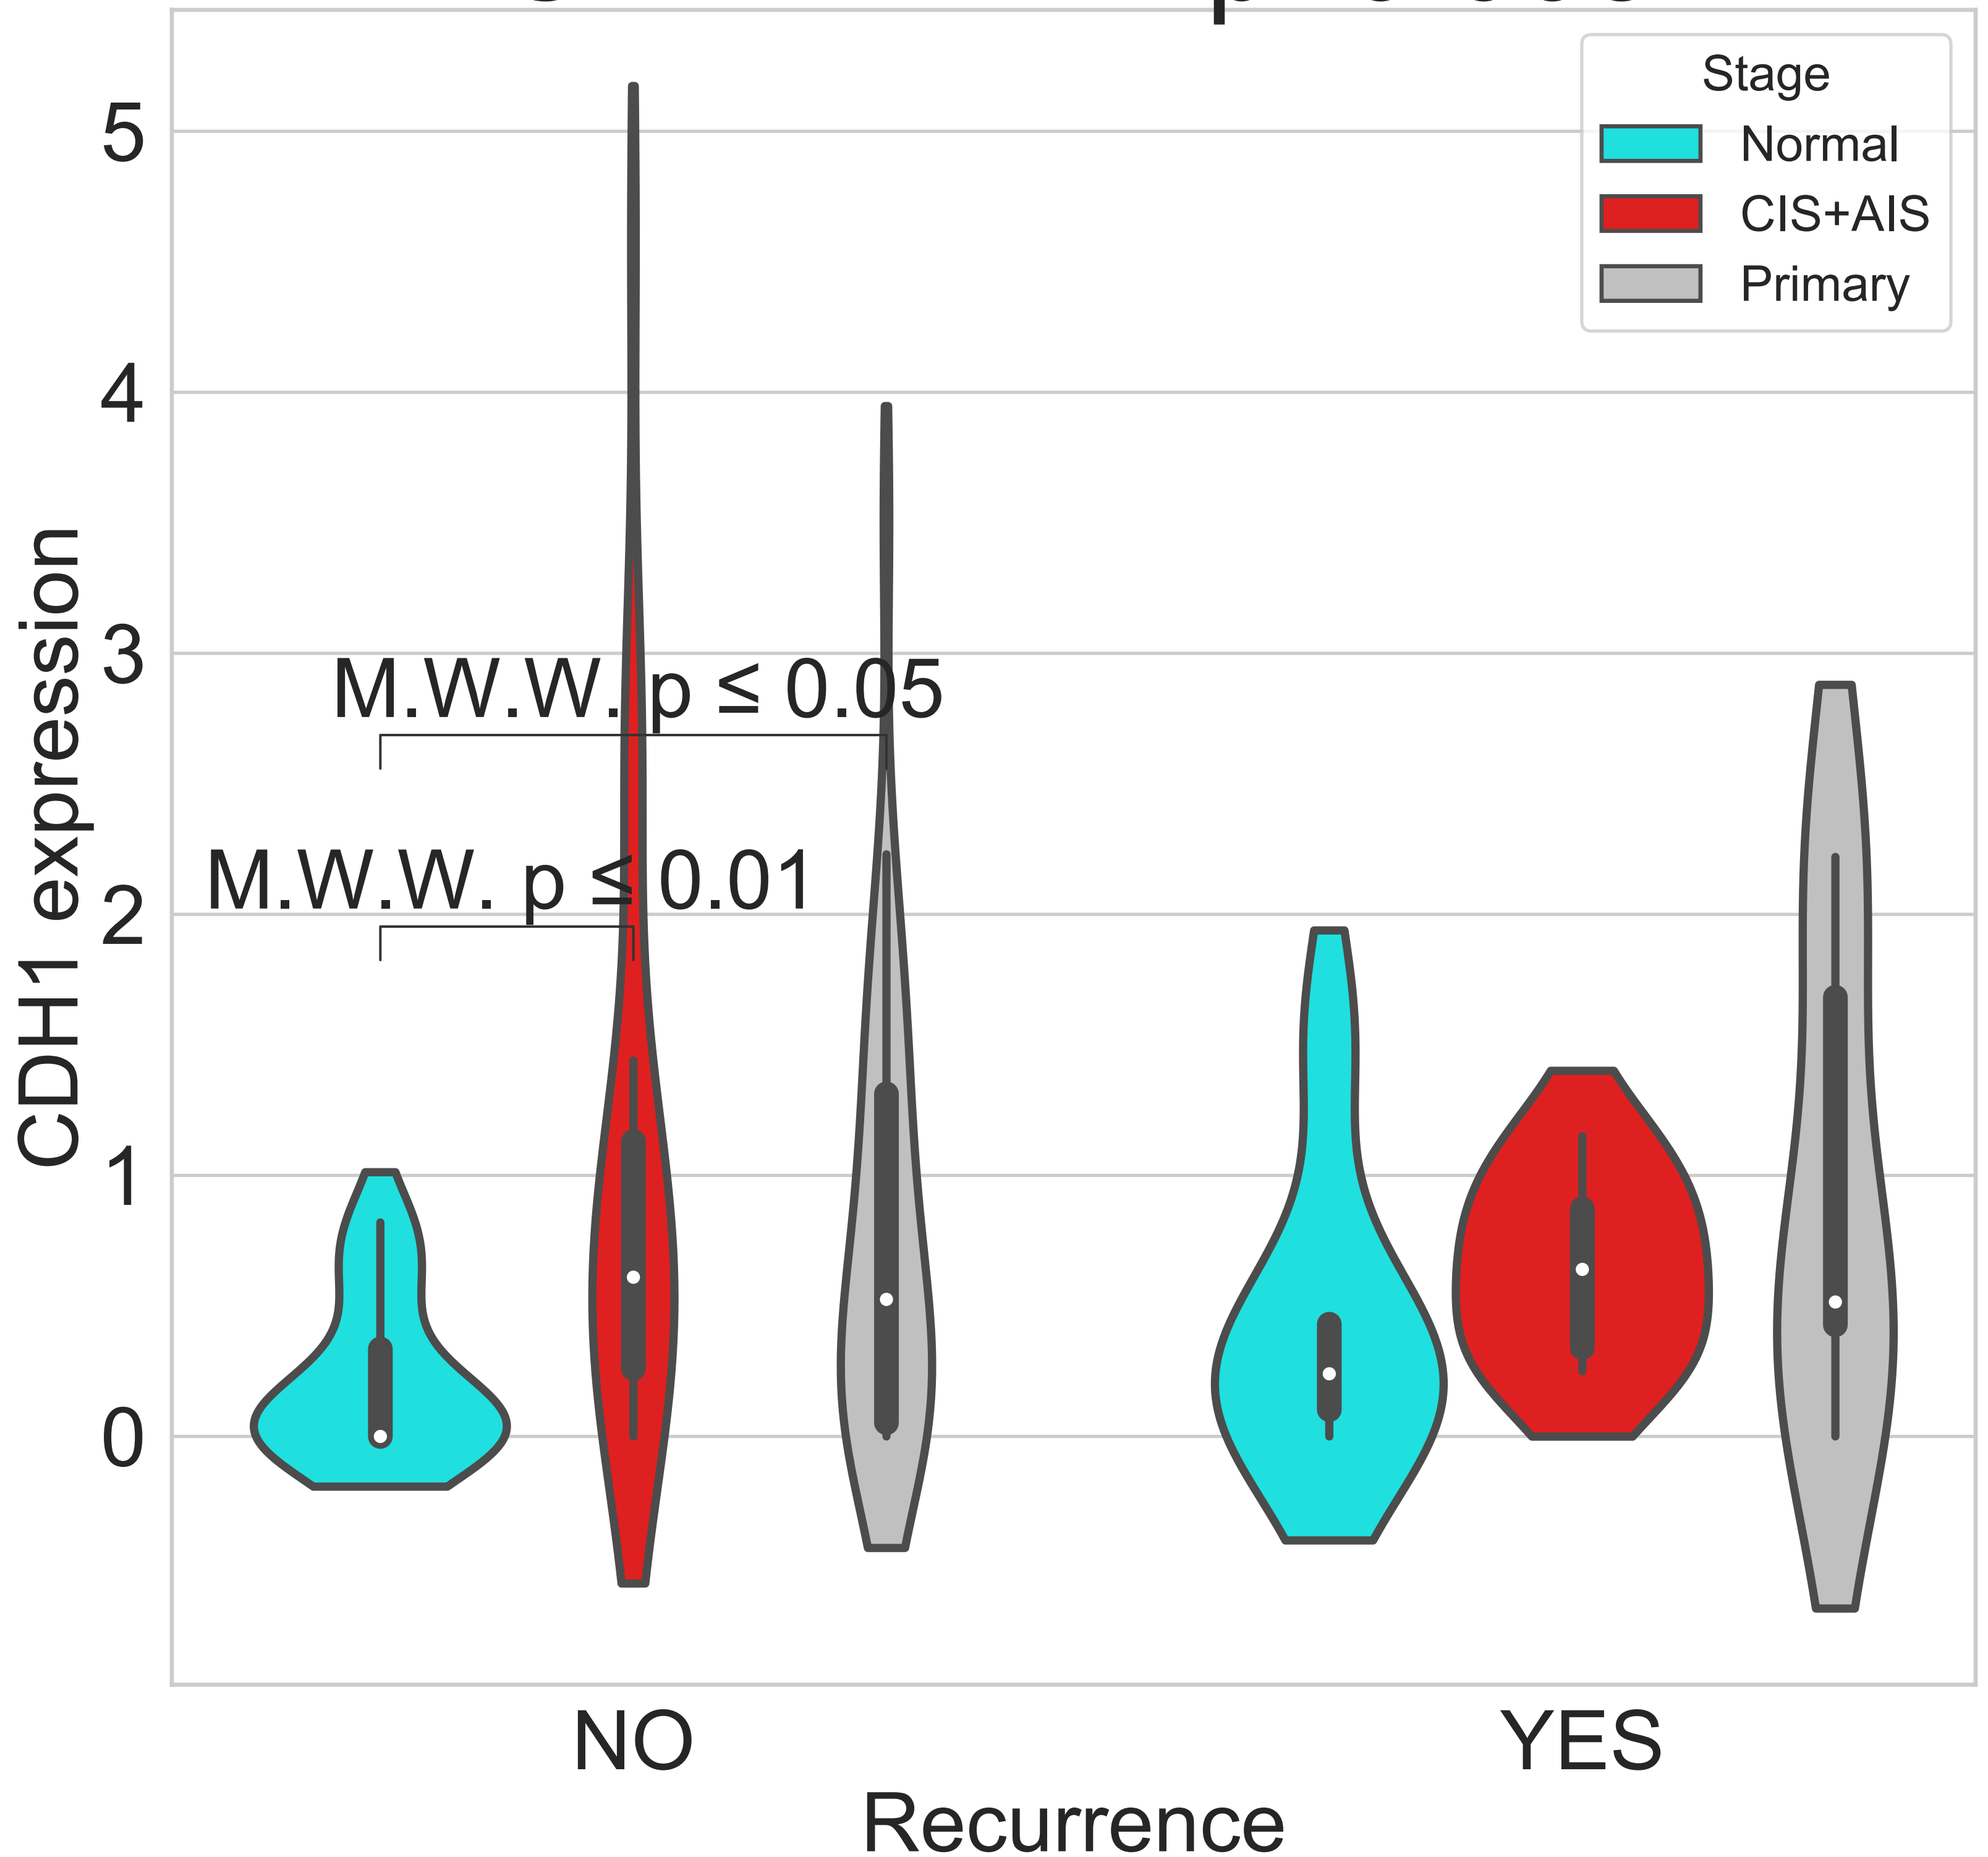 Stage
Normal
CIS+AIS
Primary
5
4
3
2
1
0
CDH1 expression
M.W.W. p ≤ 0.05
M.W.W. p ≤ 0.01
NO
YES
Recurrence